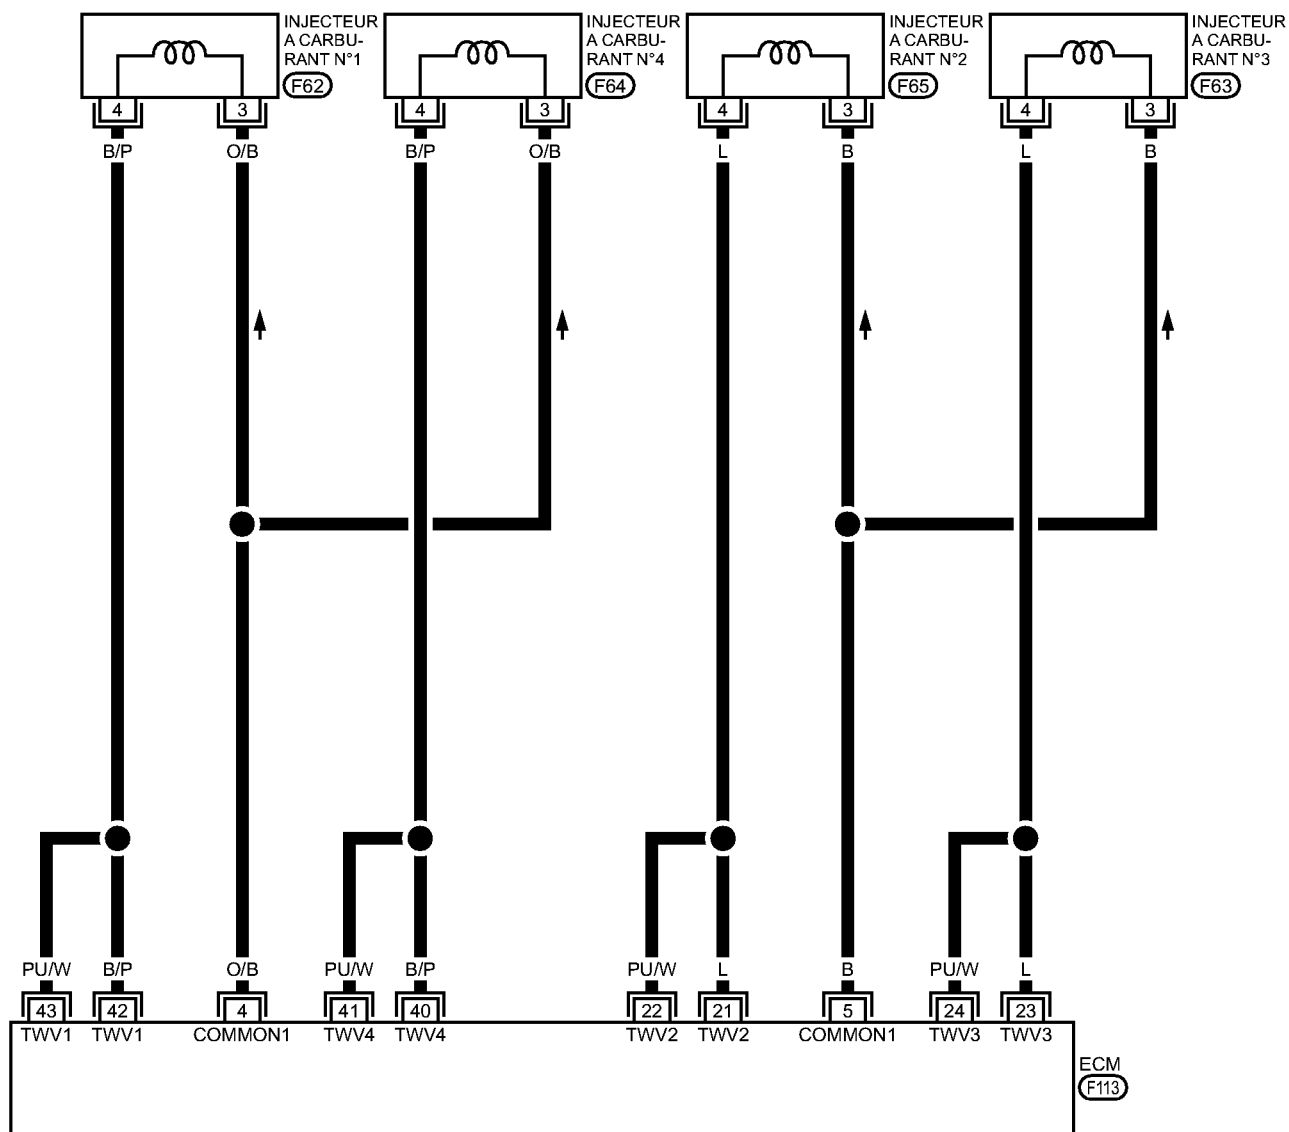 INJECTEUR
A CARBU-
RANT N°1
F62
INJECTEUR
A CARBU-
RANT N°4
F64
INJECTEUR
A CARBU-
RANT N°2
F65
INJECTEUR
A CARBU-
RANT N°3
F63
4 3 4 3 4 3 4 3
B/P O/B B/P O/B L B L B
PU/W B/P O/B PU/W B/P PU/W L B PU/W L
43 42 4 41 40 22 21 5 24 23
TWV1 TWV1 COMMON1 TWV4 TWV4 TWV2 TWV2 COMMON1 TWV3 TWV3
ECM
F113